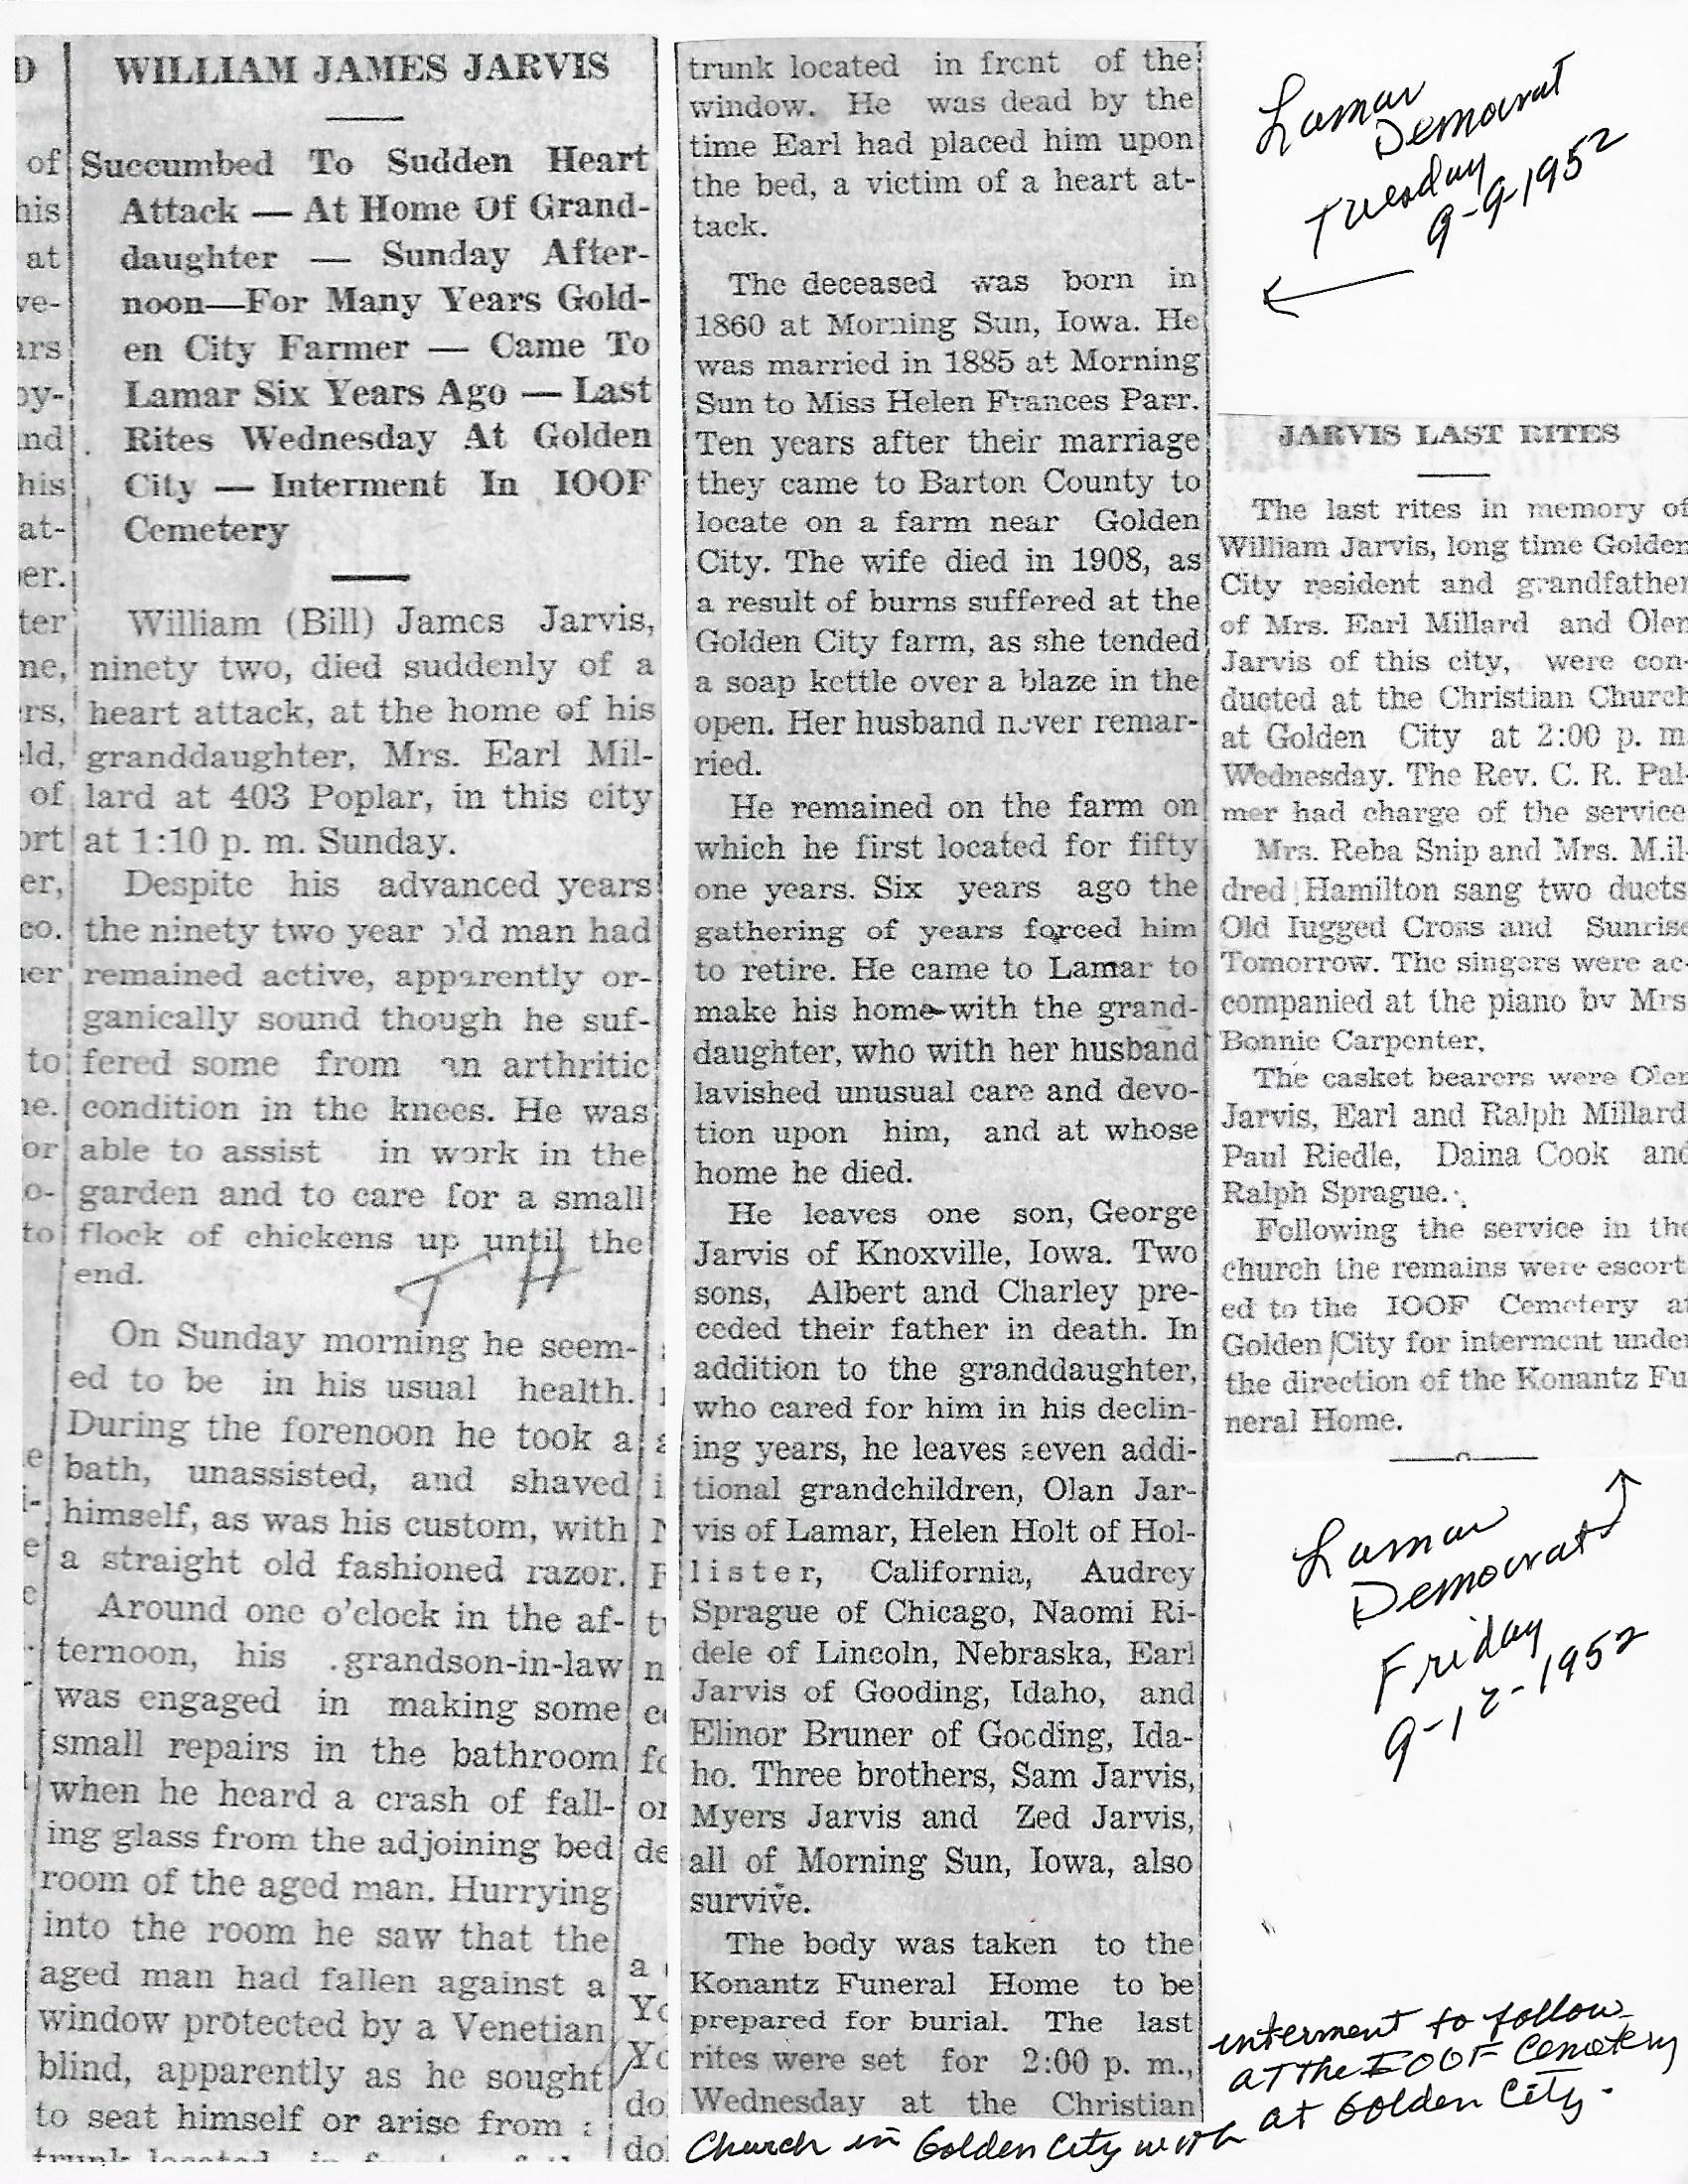 WILLIAM JAMES JARVIS
Succumbed To Sudden Heart
Attack — At Home Of Grand-
daughter — Sunday After-
noon—For Many Years Gold-
en City Farmer — Came To
Lamar Six Years Ago — Last
Rites Wednesday At Golden
City — Interment In IOOF
Cemetery
William (Bill) James Jarvis,
ninety two, died suddenly of a
heart attack, at the home of his
granddaughter, Mrs. Earl Mil-
lard at 403 Poplar, in this city
at 1:10 p. m. Sunday.
Despite his advanced years
the ninety two year old man had
remained active, apparently or-
ganically sound though he suf-
fered some from an arthritic
condition in the knees. He was
able to assist in work in the
garden and to care for a small
flock of chickens up until the
end.
On Sunday morning he seem-
ed to be in his usual health.
During the forenoon he took a
bath, unassisted, and shaved
himself, as was his custom, with
a straight old fashioned razor.
Around one o'clock in the af-
ternoon, his grandson-in-law
was engaged in making some
small repairs in the bathroom
when he heard a crash of fall-
ing glass from the adjoining bed
room of the aged man. Hurrying
into the room he saw that the
aged man had fallen against a
window protected by a Venetian
blind, apparently as he sought
to seat himself or arise from a
trunk located in front of the
trunk located in front of the
window. He was dead by the
time Earl had placed him upon
the bed, a victim of a heart at-
tack.
The deceased was born in
1860 at Morning Sun, Iowa. He
was married in 1885 at Morning
Sun to Miss Helen Frances Parr.
Ten years after their marriage
they came to Barton County to
locate on a farm near Golden
City. The wife died in 1908, as
a result of burns suffered at the
Golden City farm, as she tended
a soap kettle over a blaze in the
open. Her husband never remar-
ried.
He remained on the farm on
which he first located for fifty
one years. Six years ago the
gathering of years forced him
to retire. He came to Lamar to
make his home with the grand-
daughter, who with her husband
lavished unusual care and devo-
tion upon him, and at whose
home he died.
He leaves one son, George
Jarvis of Knoxville, Iowa. Two
sons, Albert and Charley pre-
ceded their father in death. In
addition to the granddaughter,
who cared for him in his declin-
ing years, he leaves seven addi-
tional grandchildren, Olan Jar-
vis of Lamar, Helen Holt of Hol-
lister, California, Audrey
Sprague of Chicago, Naomi Ri-
dele of Lincoln, Nebraska, Earl
Jarvis of Gooding, Idaho, and
Elinor Bruner of Gooding, Ida-
ho. Three brothers, Sam Jarvis,
Myers Jarvis and Zed Jarvis,
all of Morning Sun, Iowa, also
survive.
The body was taken to the
Konantz Funeral Home to be
prepared for burial. The last
rites were set for 2:00 p. m.,
Wednesday at the Christian
Church in Golden City with
interment to follow
at the IOOF Cemetery
at Golden City.
Lamar
Democrat
Tuesday
9-9-1952
JARVIS LAST RITES
The last rites in memory of
William Jarvis, long time Golden
City resident and grandfather
of Mrs. Earl Millard and Olen
Jarvis of this city, were con-
ducted at the Christian Church
at Golden City at 2:00 p. m.
Wednesday. The Rev. C. R. Pal-
mer had charge of the service
Mrs. Reba Snip and Mrs. Mil-
dred Hamilton sang two duets
Old Iugged Cross and Sunrise
Tomorrow. The singers were ac-
companied at the piano by Mrs
Bonnie Carpenter.
The casket bearers were Olen
Jarvis, Earl and Ralph Millard
Paul Riedle, Daina Cook and
Ralph Sprague.
Following the service in the
church the remains were escort
ed to the IOOF Cemetery at
Golden City for interment under
the direction of the Konantz Fu
neral Home.
Lamar
Democrat
Friday
9-12-1952